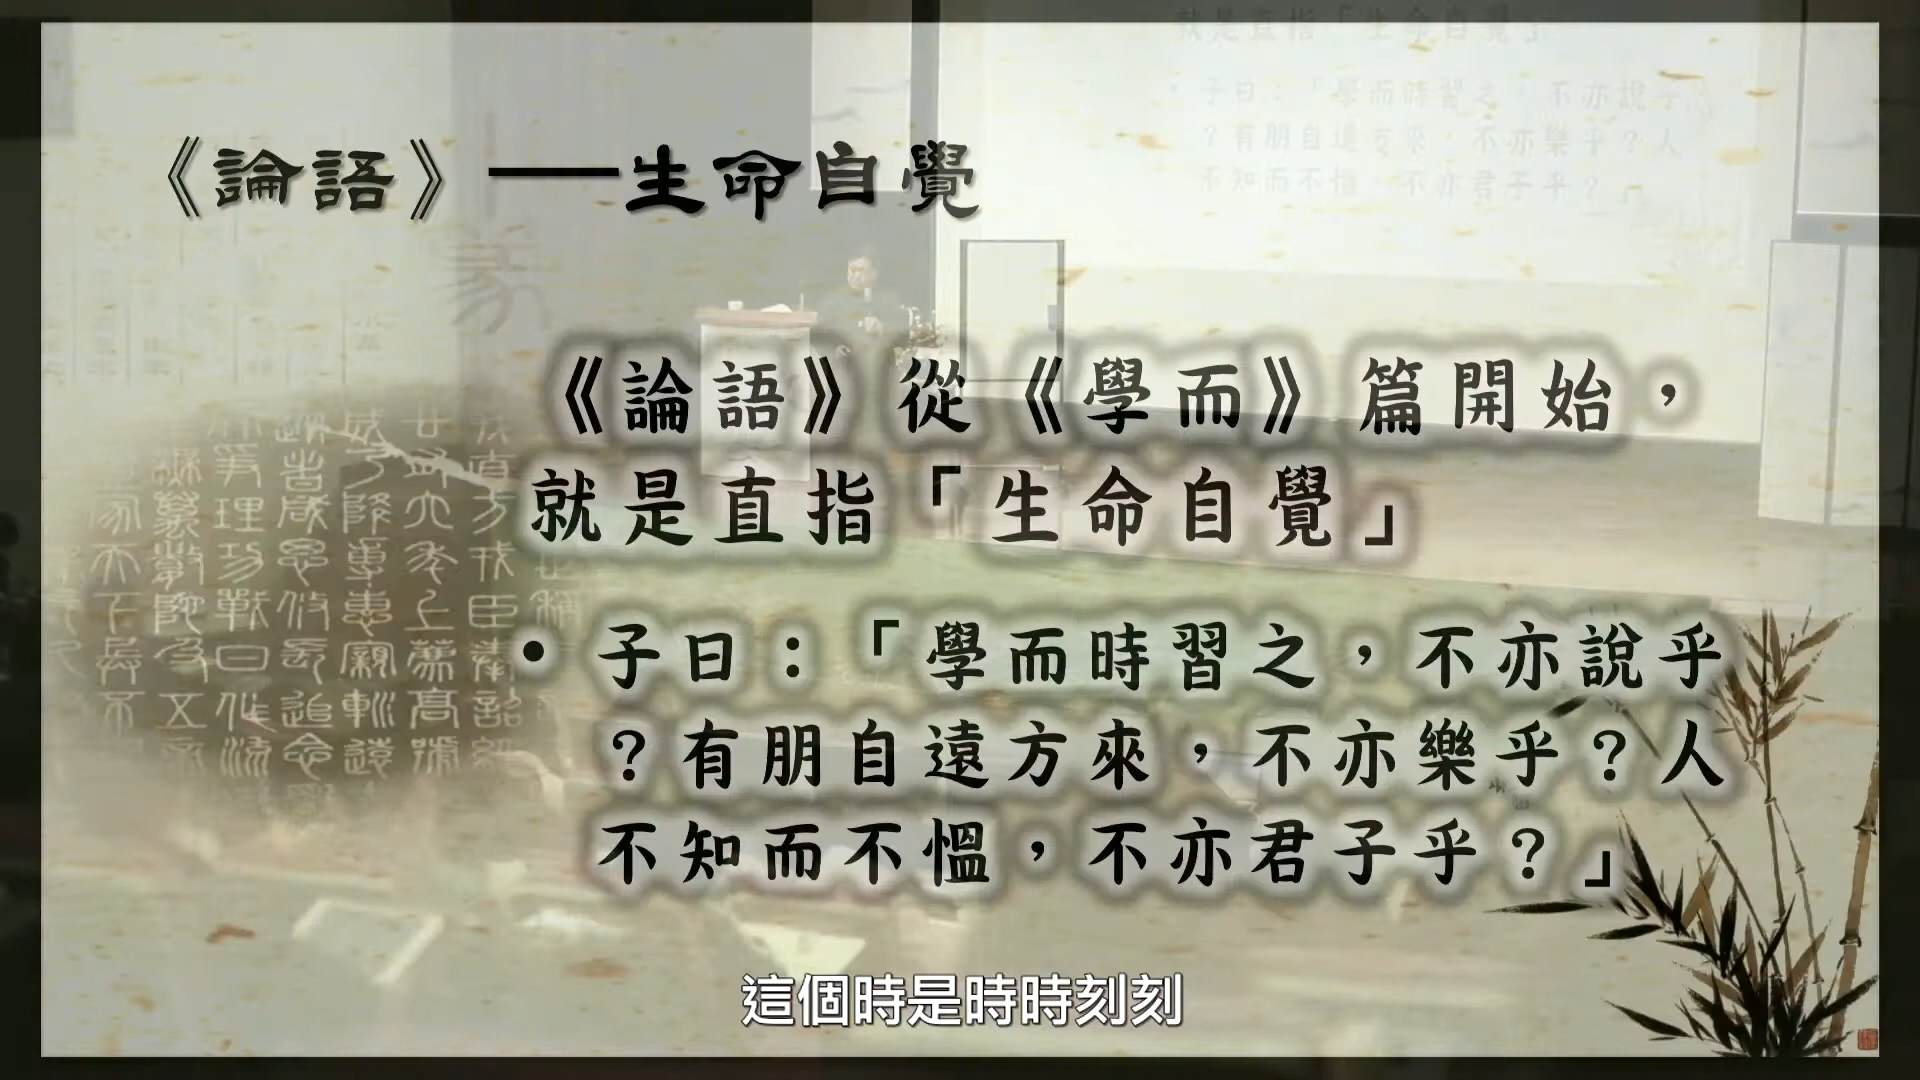 《論語》——生命自覺
《論語》從《學而》篇開始，
就是直指「生命自覺」
• 子曰：「學而時習之，不亦說乎
？有朋自遠方來，不亦樂乎？人
不知而不慍，不亦君子乎？」
這個時是時時刻刻